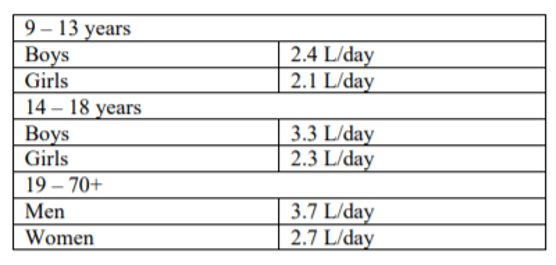 9 – 13 years
Boys 2.4 L/day
Girls 2.1 L/day
14 – 18 years
Boys 3.3 L/day
Girls 2.3 L/day
19 – 70+
Men 3.7 L/day
Women 2.7 L/day